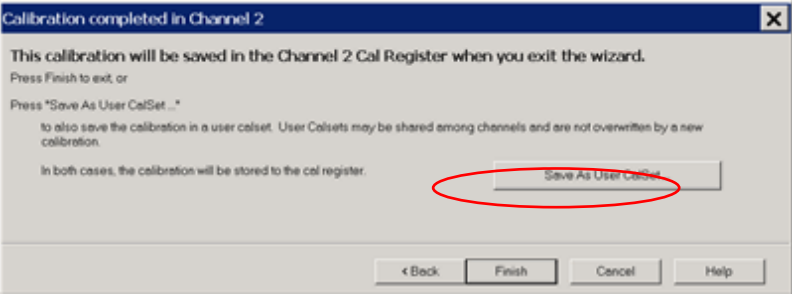 Calibration completed in Channel 2
This calibration will be saved in the Channel 2 Cal Register when you exit the wizard.
Press Finish to exit, or
Press "Save As User CalSet ..."
to also save the calibration in a user calset. User Calsets may be shared among channels and are not overwritten by a new
calibration.
In both cases, the calibration will be stored to the cal register.
Save As User CalSet
< Back
Finish
Cancel
Help